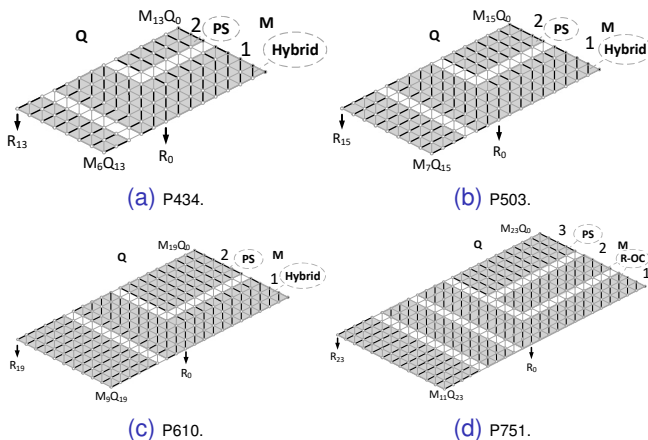 Q
M13Q0
2
PS
M
1
Hybrid
R13
M6Q13
R0
(a) P434.
Q
M15Q0
2
PS
M
1
Hybrid
R15
M7Q15
R0
(b) P503.
Q
M19Q0
2
PS
M
1
Hybrid
R19
M9Q19
R0
(c) P610.
Q
M23Q0
3
PS
2
M
R-OC
1
R23
M11Q23
R0
(d) P751.